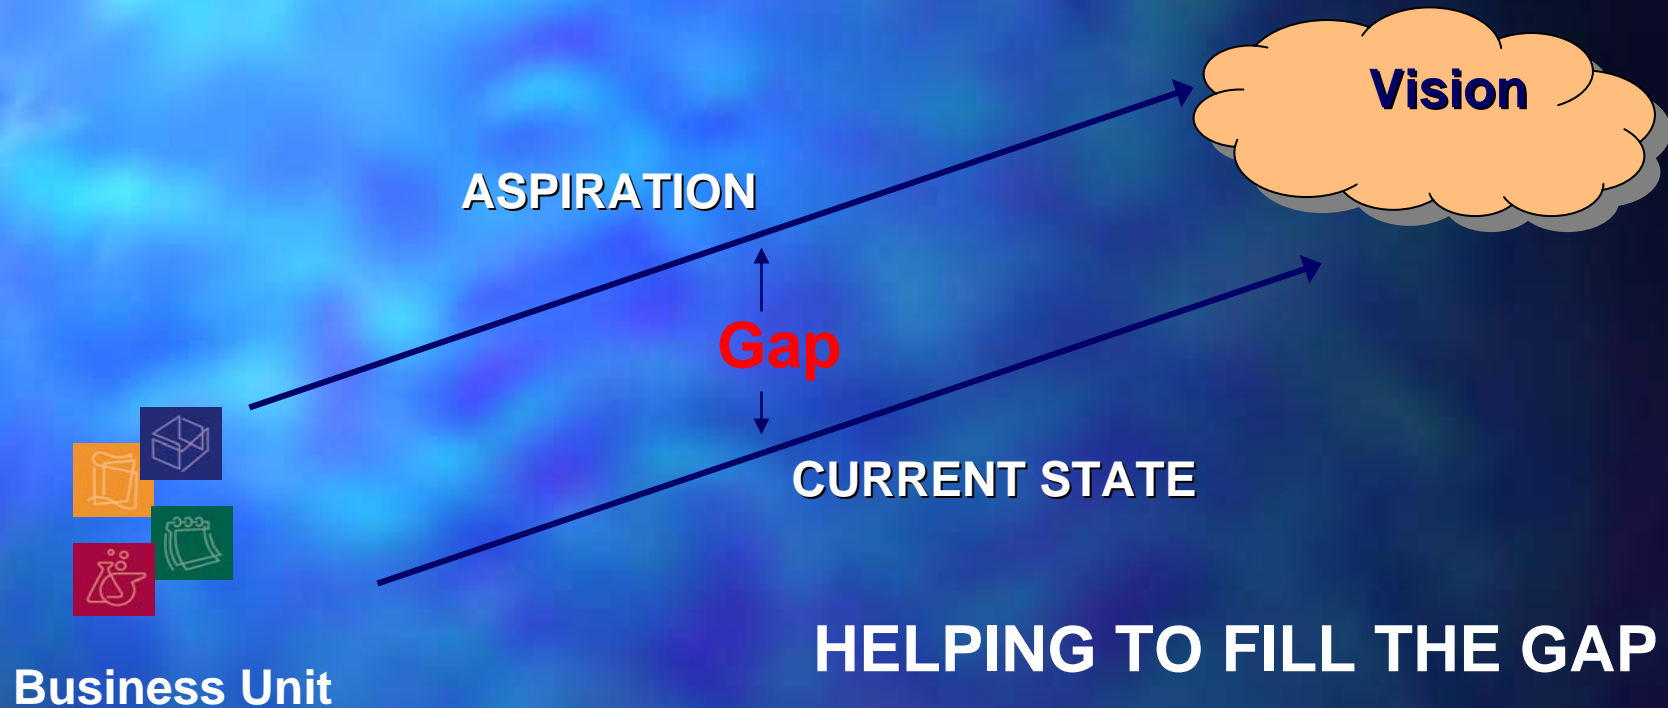 Vision
ASPIRATION
Gap
CURRENT STATE
HELPING TO FILL THE GAP
Business Unit